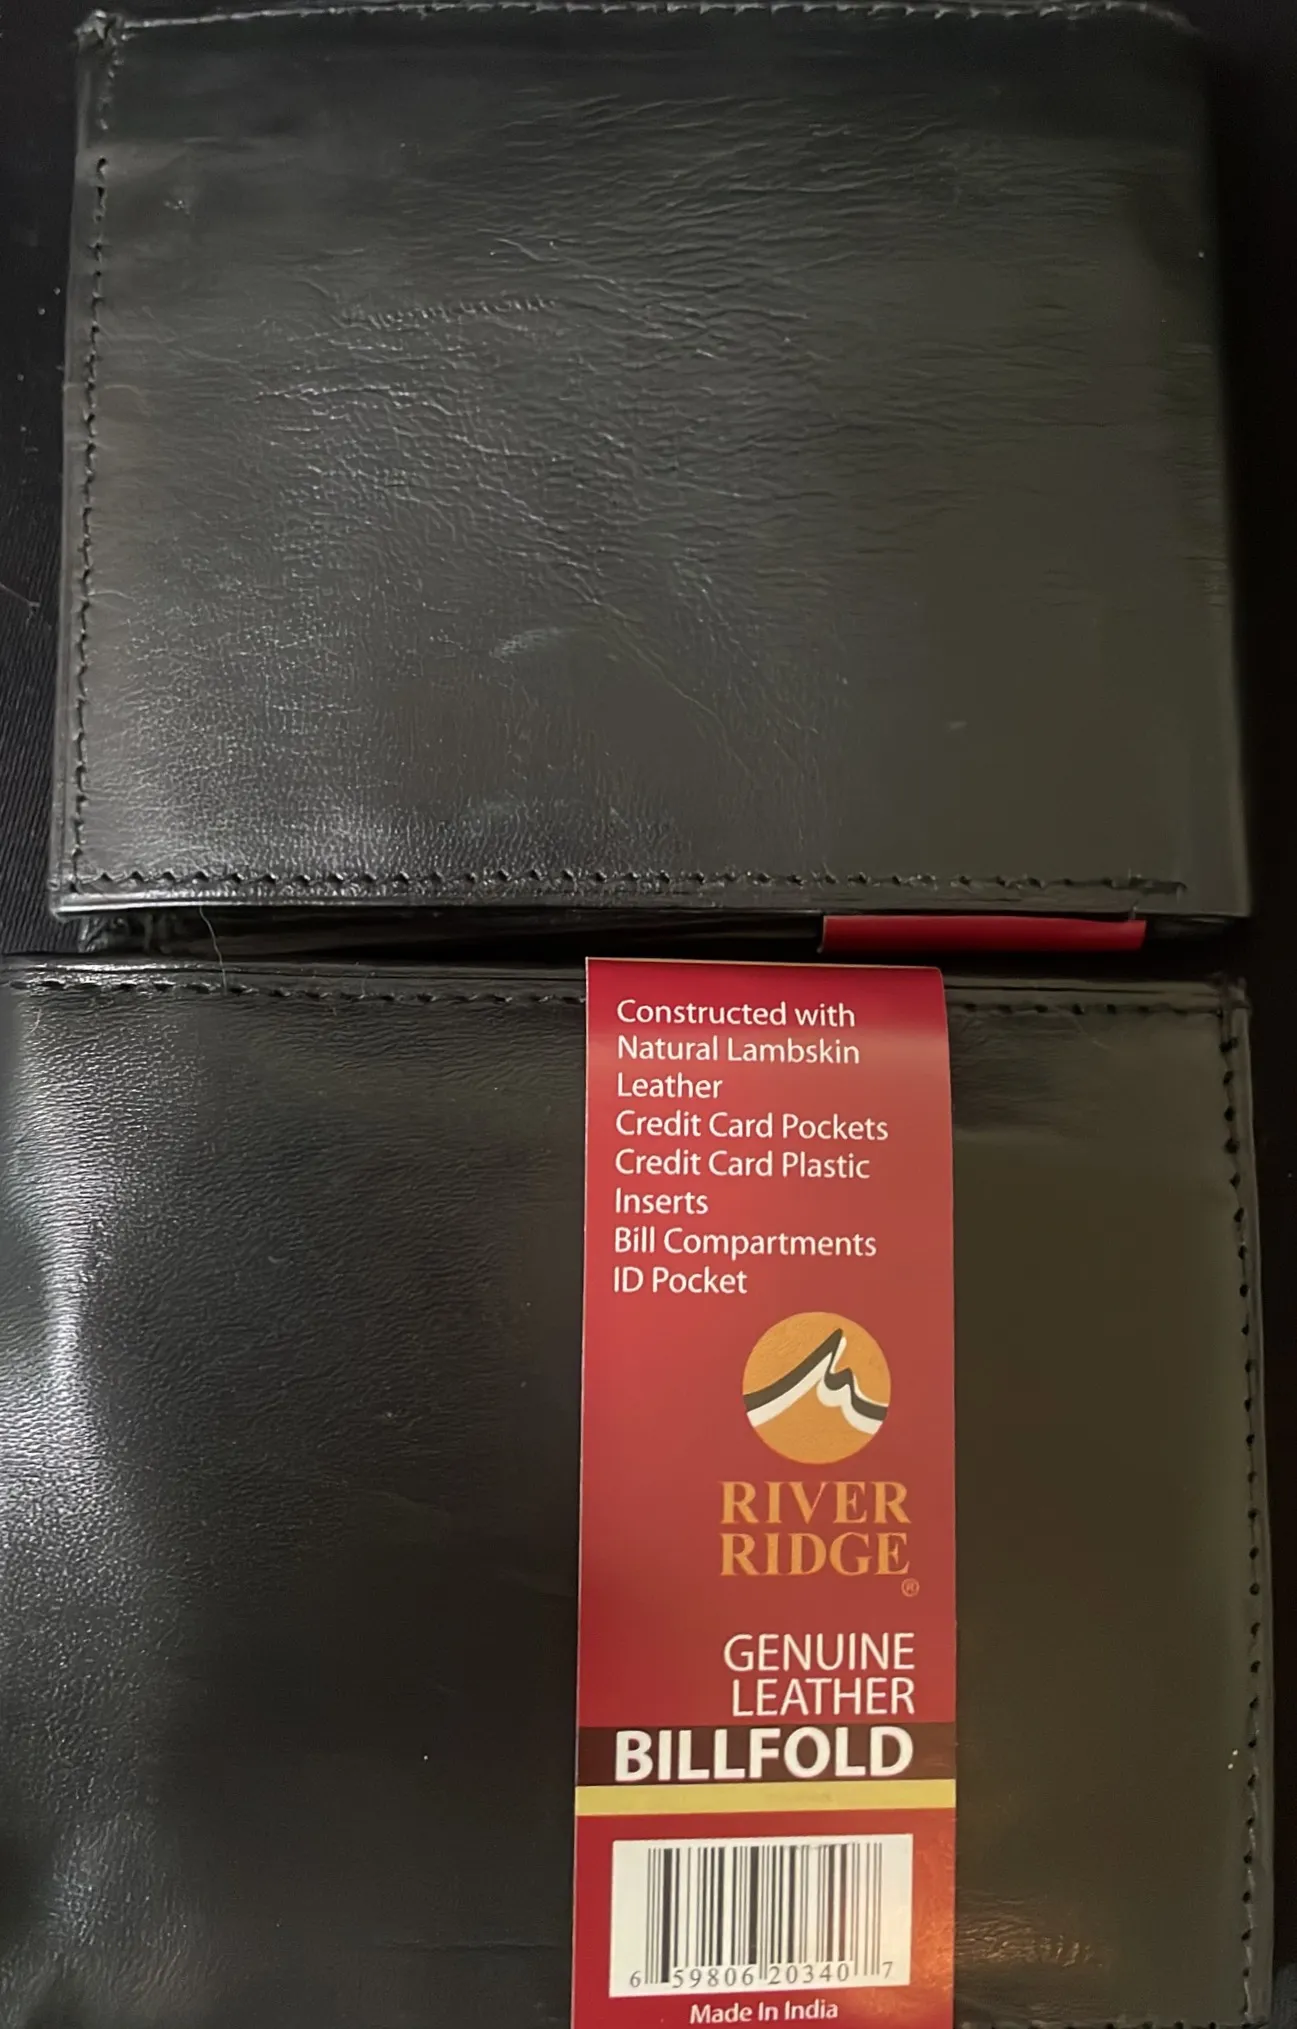 Constructed with
Natural Lambskin
Leather
Credit Card Pockets
Credit Card Plastic
Inserts
Bill Compartments
ID Pocket
RIVER
RIDGE
®
GENUINE
LEATHER
BILLFOLD
6 59806 20340 7
Made In India